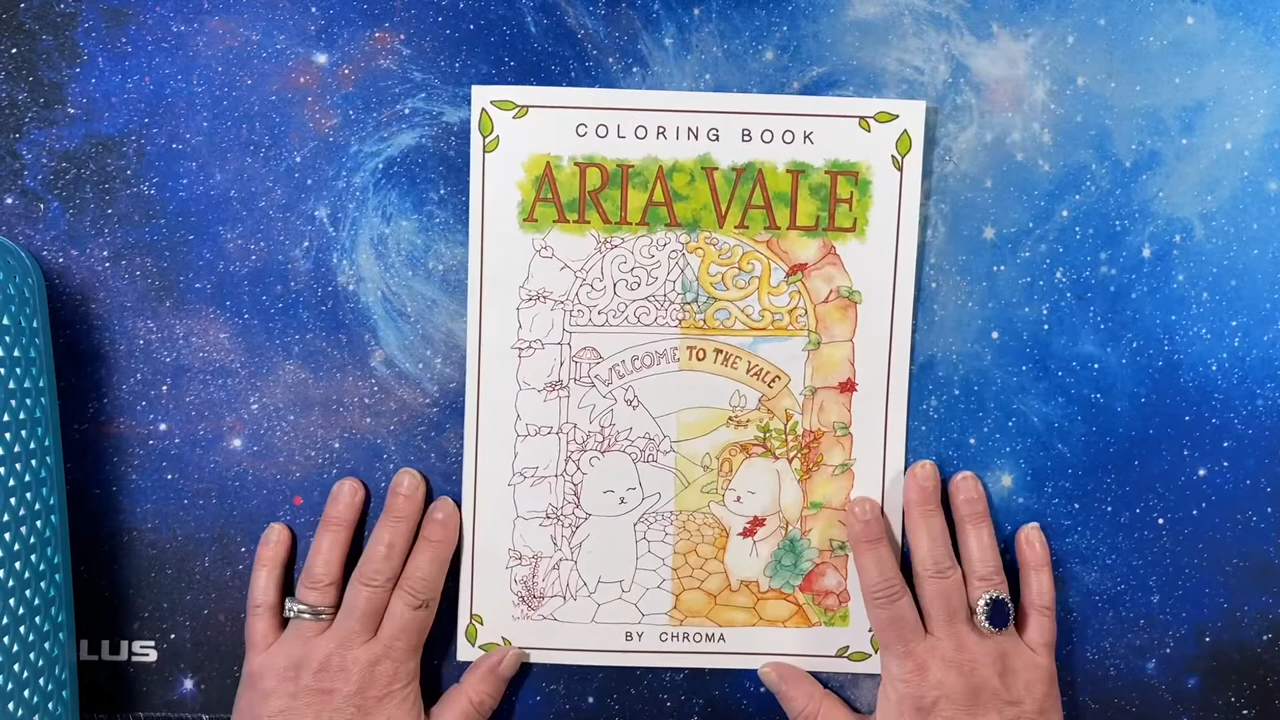 COLORING BOOK
ARIA VALE
WELCOME TO THE VALE
BY CHROMA
LUS